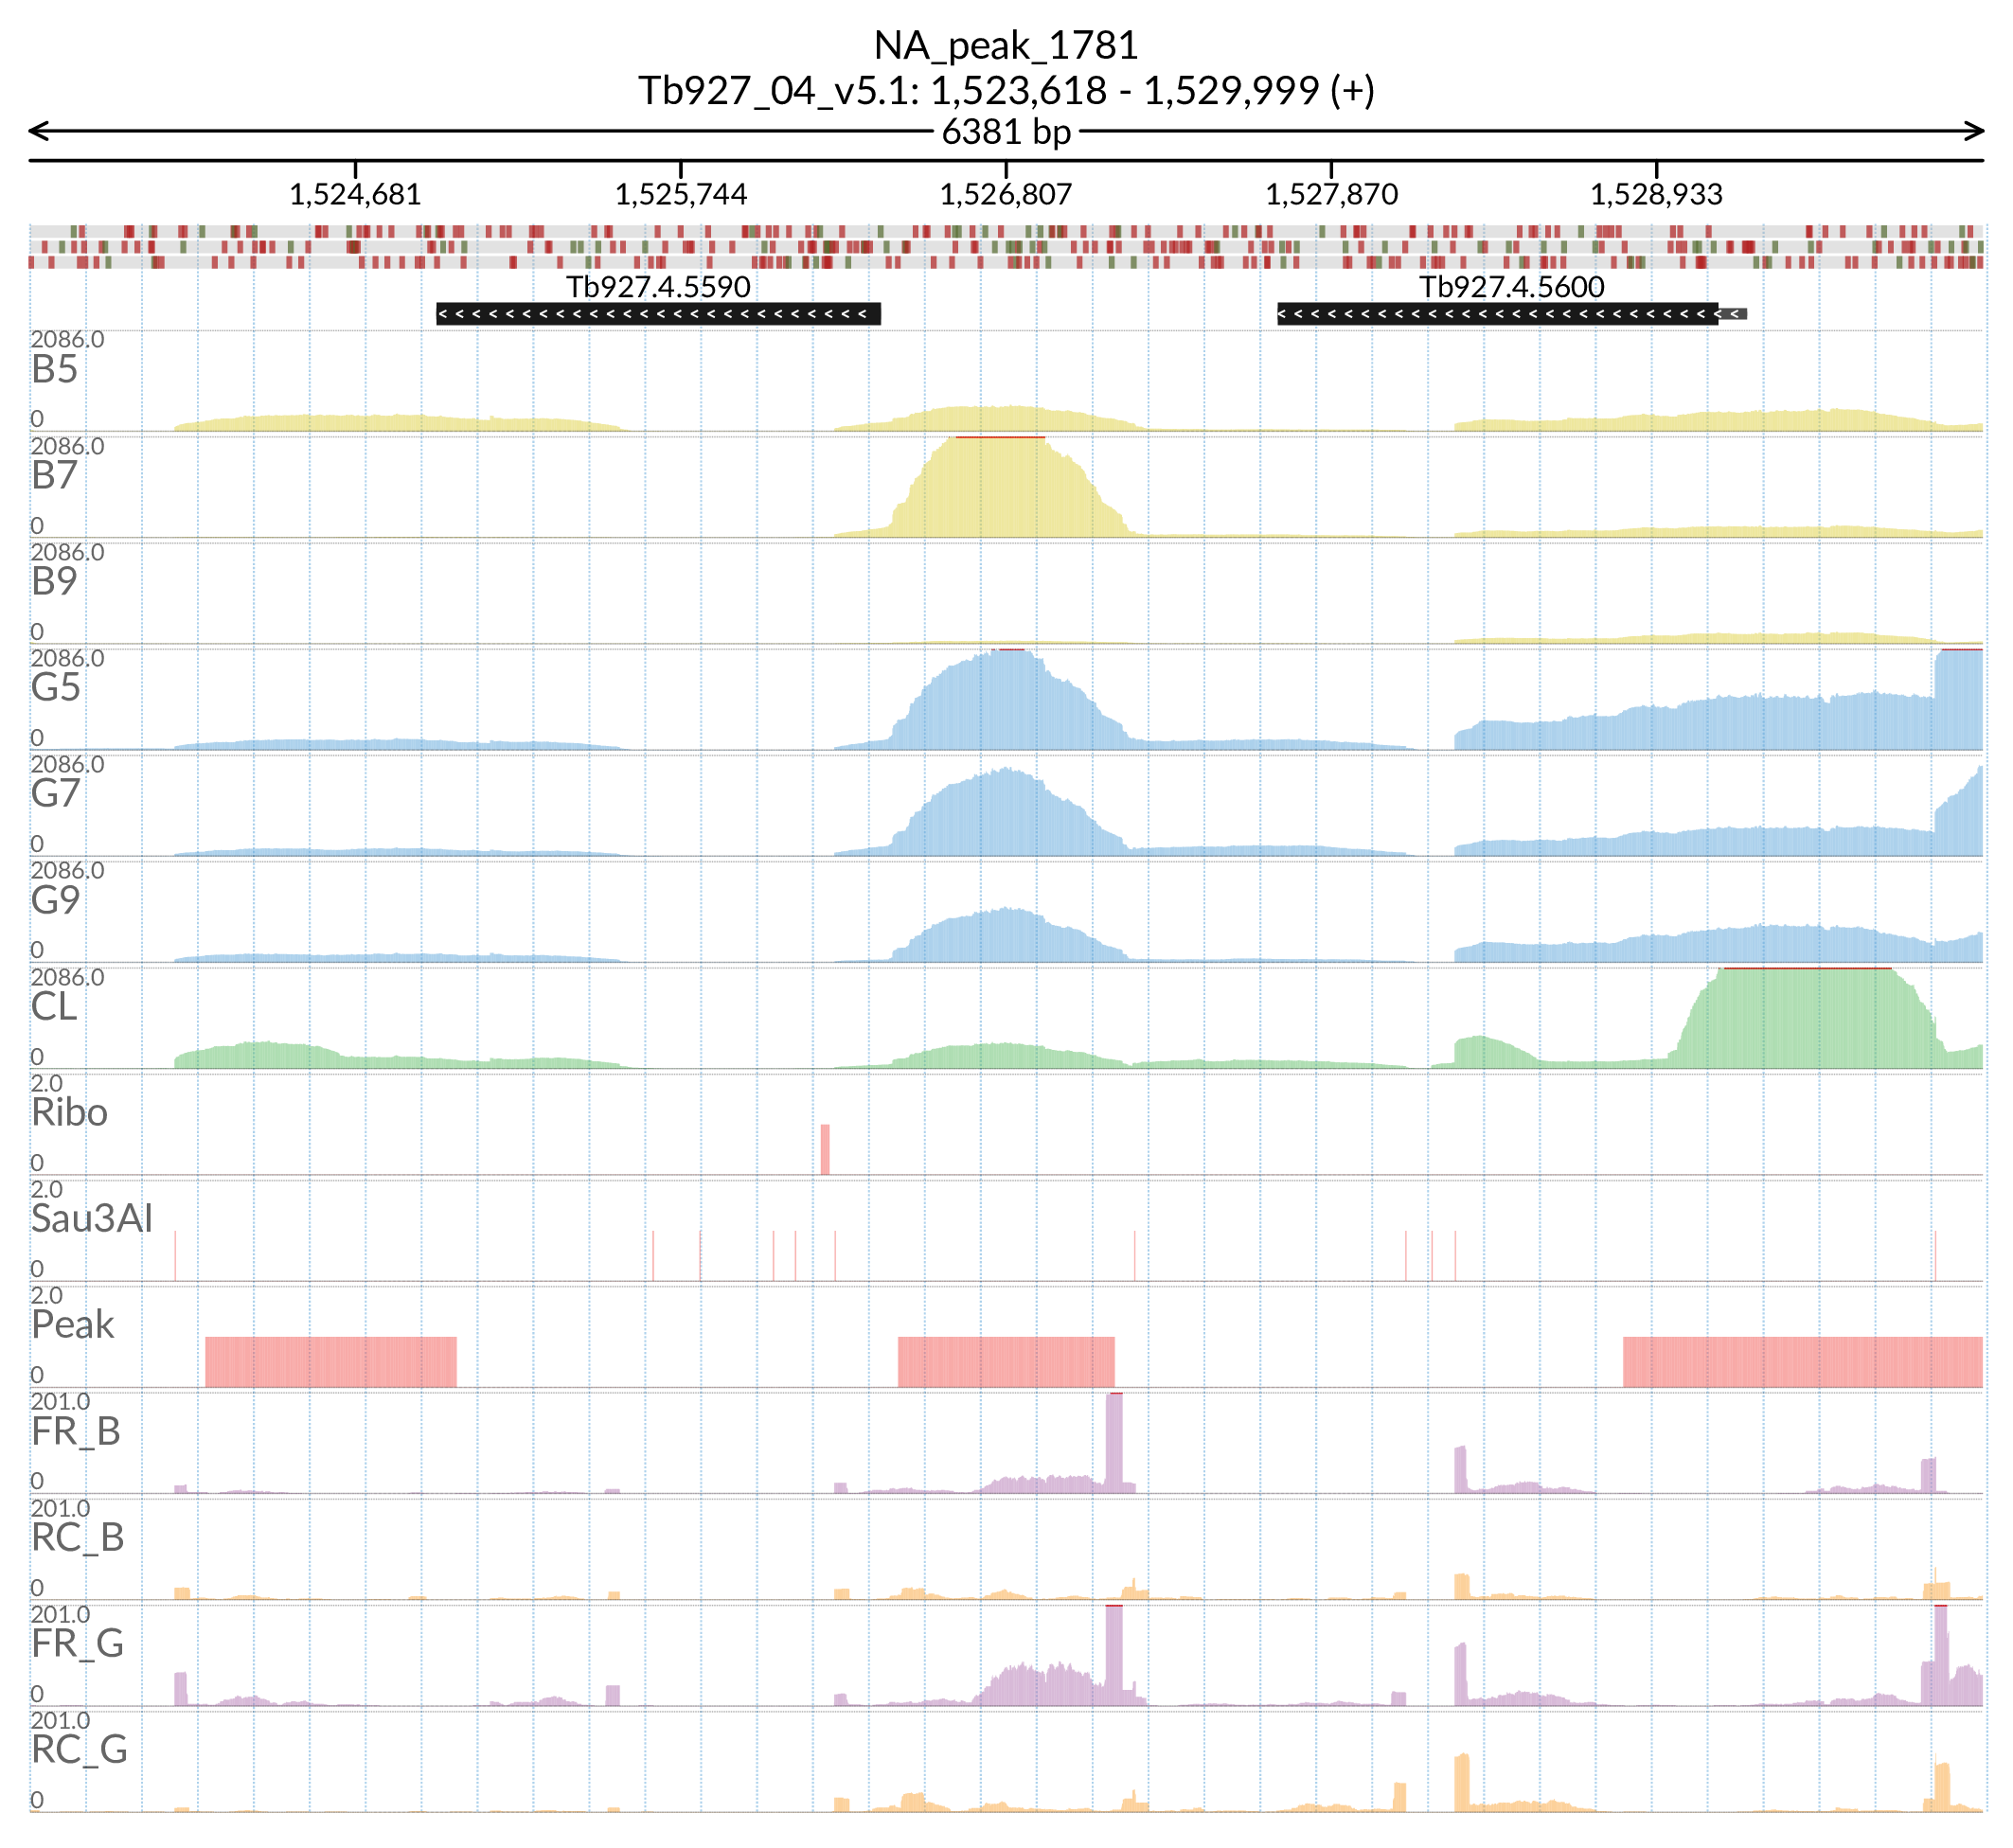 NA_peak_1781
Tb927_04_v5.1: 1,523,618 - 1,529,999 (+)
6381 bp
1,524,681 1,525,744 1,526,807 1,527,870 1,528,933
Tb927.4.5590 Tb927.4.5600
2086.0
B5
0
2086.0
B7
0
2086.0
B9
0
2086.0
G5
0
2086.0
G7
0
2086.0
G9
0
2086.0
CL
0
2.0
Ribo
0
2.0
Sau3AI
0
2.0
Peak
0
201.0
FR_B
0
201.0
RC_B
0
201.0
FR_G
0
201.0
RC_G
0